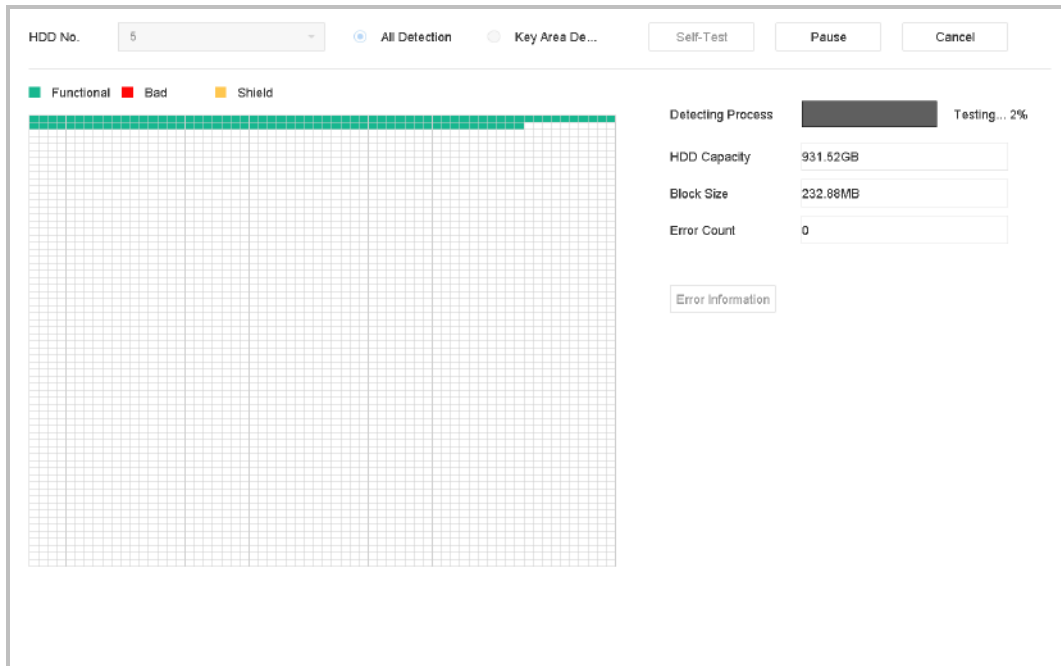 HDD No. 5 All Detection Key Area De... Self-Test Pause Cancel
Functional Bad Shield
Detecting Process Testing... 2%
HDD Capacity 931.52GB
Block Size 232.88MB
Error Count 0
Error Information